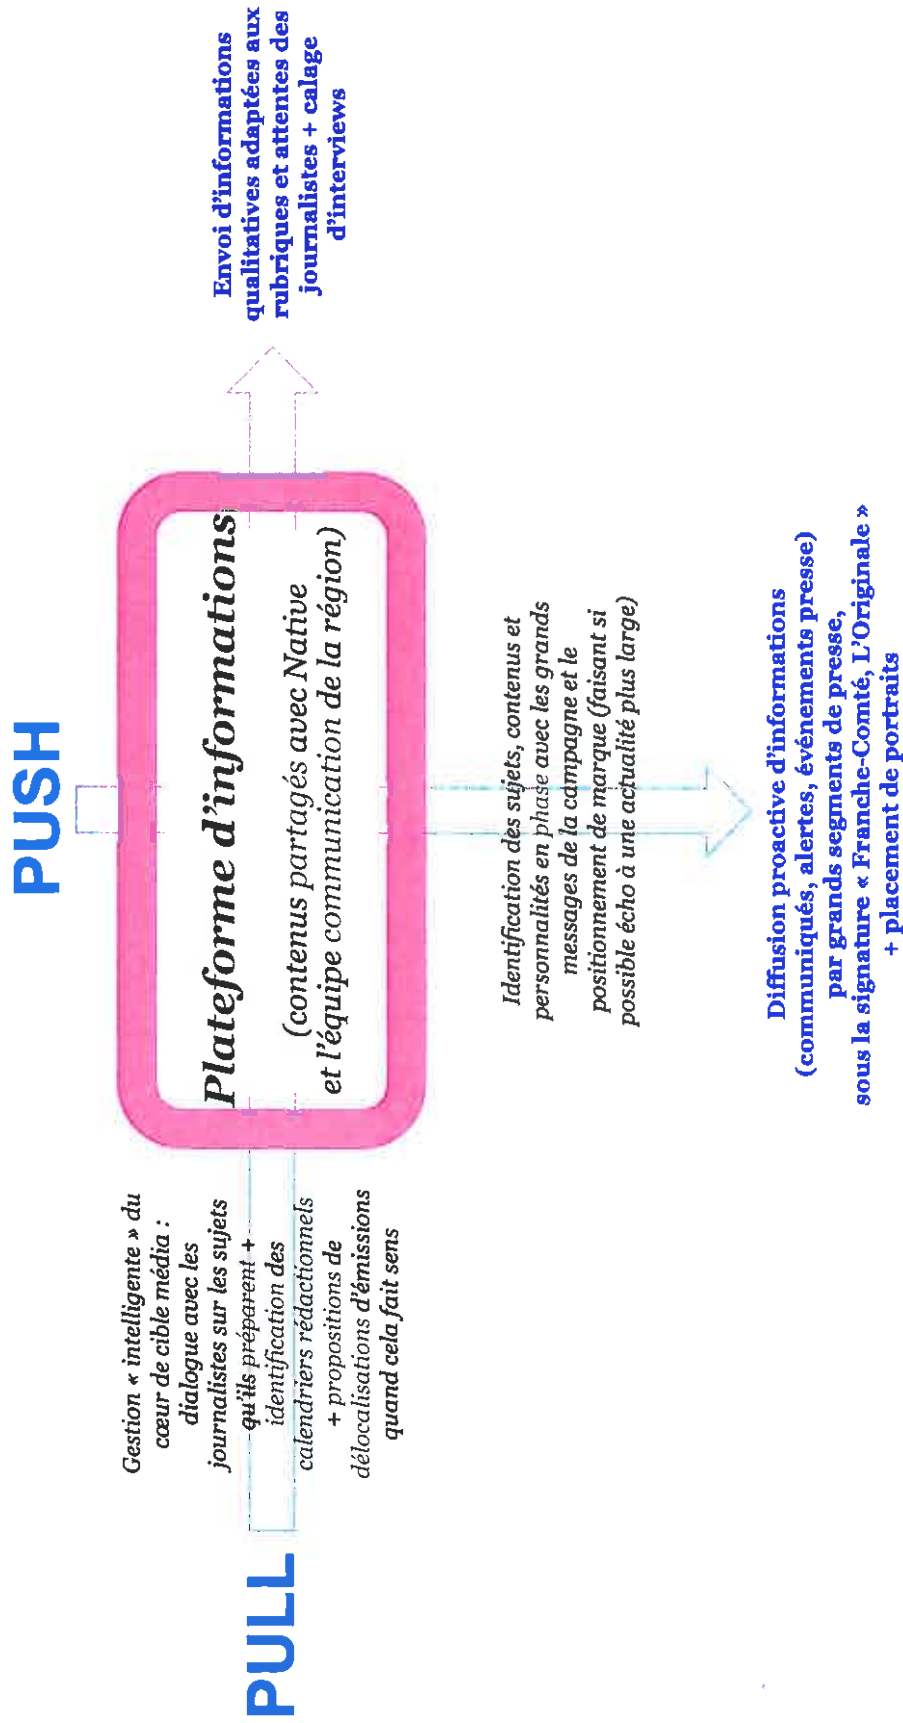 PUSH
Plateforme d'informations
(contenus partagés avec Native
et l'équipe communication de la région)
PULL
Gestion « intelligente » du
cœur de cible média :
dialogue avec les
journalistes sur les sujets
qu'ils préparent +
identification des
calendriers rédactionnels
+ propositions de
délocalisations d'émissions
quand cela fait sens
Envoi d'informations
qualitatives adaptées aux
rubriques et attentes des
journalistes + calage
d'interviews
Identification des sujets, contenus et
personnalités en phase avec les grands
messages de la campagne et le
positionnement de marque (faisant si
possible écho à une actualité plus large)
Diffusion proactive d'informations
(communiqués, alertes, événements presse)
par grands segments de presse,
sous la signature « Franche-Comté, L'Originale »
+ placement de portraits